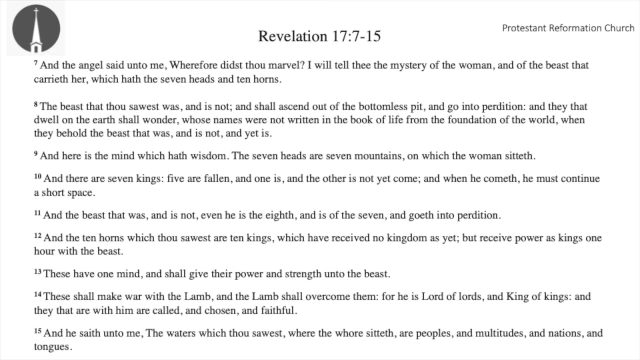 Revelation 17:7-15
Protestant Reformation Church
7 And the angel said unto me, Wherefore didst thou marvel? I will tell thee the mystery of the woman, and of the beast that
carrieth her, which hath the seven heads and ten horns.
8 The beast that thou sawest was, and is not; and shall ascend out of the bottomless pit, and go into perdition: and they that
dwell on the earth shall wonder, whose names were not written in the book of life from the foundation of the world, when
they behold the beast that was, and is not, and yet is.
9 And here is the mind which hath wisdom. The seven heads are seven mountains, on which the woman sitteth.
10 And there are seven kings: five are fallen, and one is, and the other is not yet come; and when he cometh, he must continue
a short space.
11 And the beast that was, and is not, even he is the eighth, and is of the seven, and goeth into perdition.
12 And the ten horns which thou sawest are ten kings, which have received no kingdom as yet; but receive power as kings one
hour with the beast.
13 These have one mind, and shall give their power and strength unto the beast.
14 These shall make war with the Lamb, and the Lamb shall overcome them: for he is Lord of lords, and King of kings: and
they that are with him are called, and chosen, and faithful.
15 And he saith unto me, The waters which thou sawest, where the whore sitteth, are peoples, and multitudes, and nations, and
tongues.